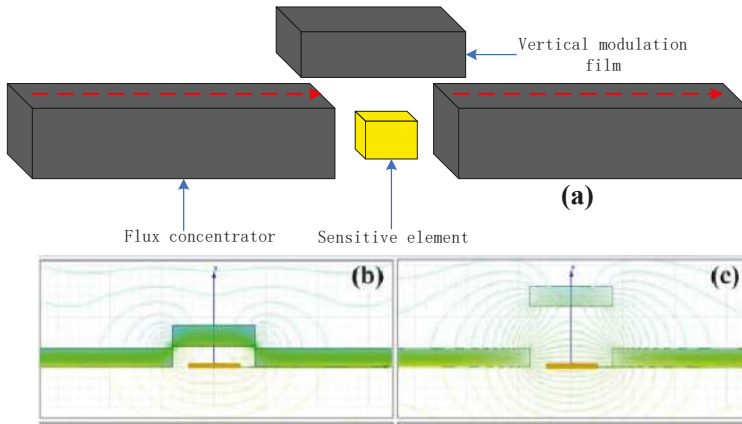 Vertical modulation
film
(a)
Flux concentrator
Sensitive element
(b)
(c)